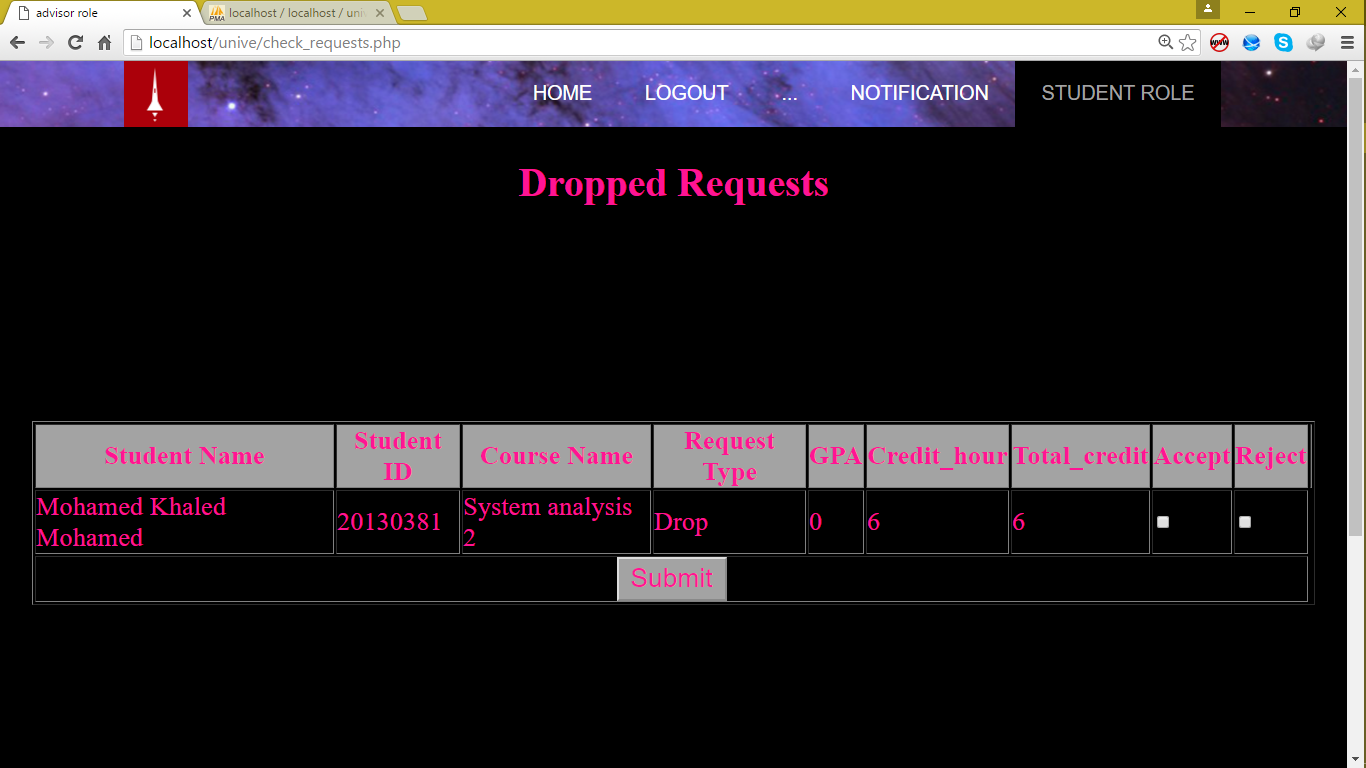 advisor role
PMA
localhost / localhost / univ
localhost/unive/check_requests.php
HOME LOGOUT ... NOTIFICATION STUDENT ROLE
Dropped Requests
Student Name Student ID Course Name Request Type GPA Credit_hour Total_credit Accept Reject
Mohamed Khaled Mohamed 20130381 System analysis 2 Drop 0 6 6
Submit